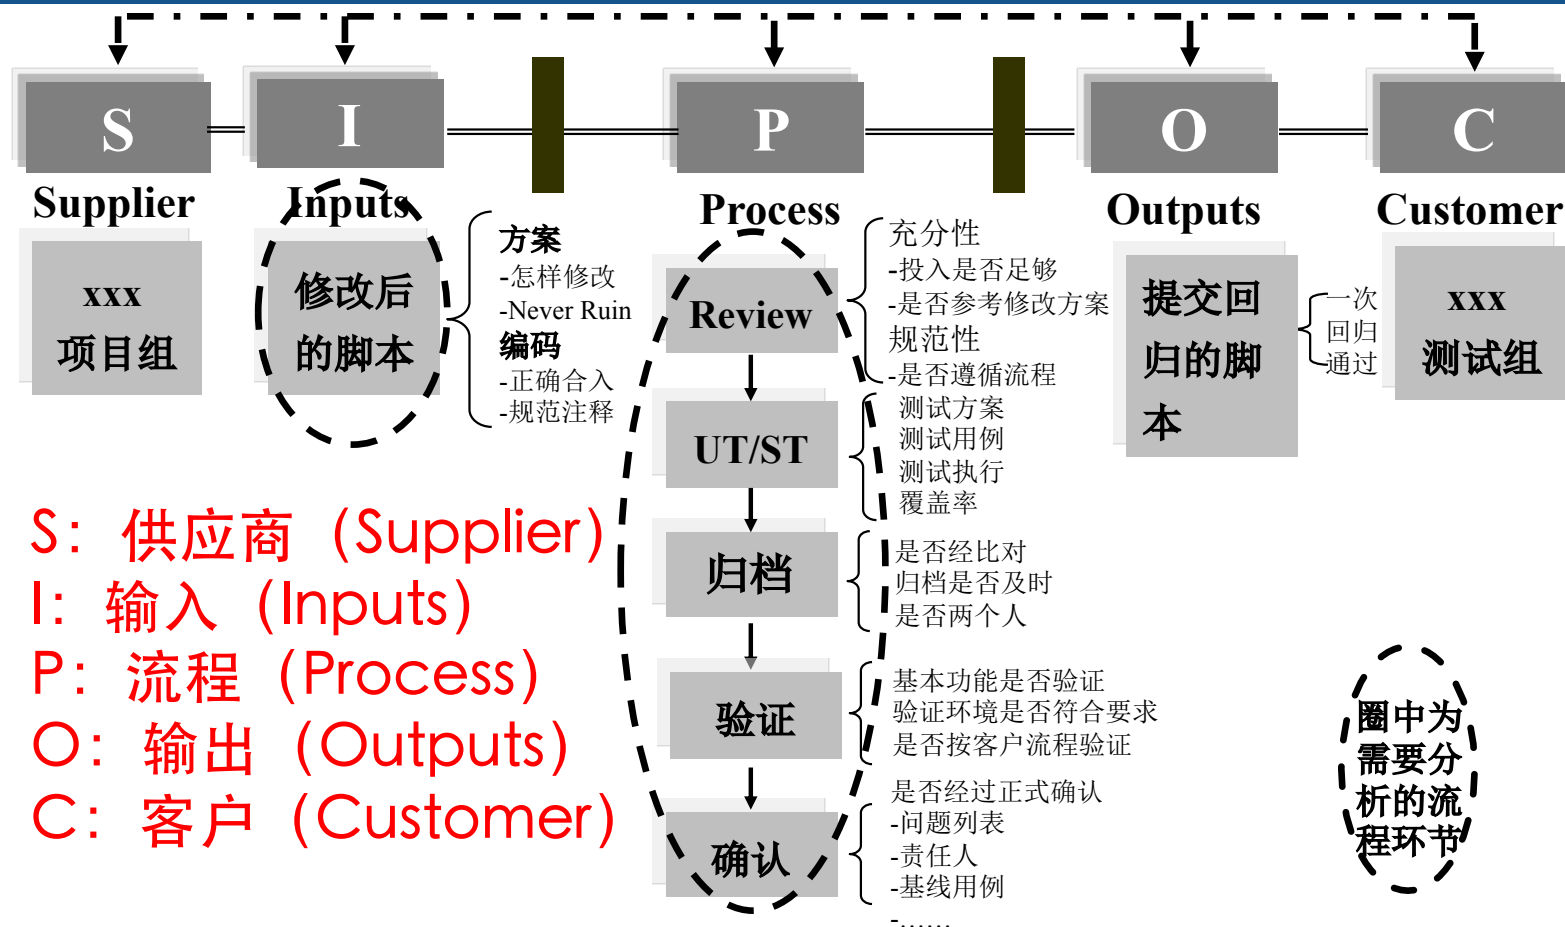 S
I
P
O
C
Supplier
Inputs
Process
Outputs
Customer
xxx
项目组
修改后
的脚本
方案
-怎样修改
-Never Ruin
编码
-正确合入
-规范注释
Review
UT/ST
归档
验证
确认
充分性
-投入是否足够
-是否参考修改方案
规范性
-是否遵循流程
测试方案
测试用例
测试执行
覆盖率
是否经比对
归档是否及时
是否两个人
基本功能是否验证
验证环境是否符合要求
是否按客户流程验证
是否经过正式确认
-问题列表
-责任人
-基线用例
-……
提交回
归的脚
本
一次
回归
通过
xxx
测试组
S：供应商（Supplier）
I：输入（Inputs）
P：流程（Process）
O：输出（Outputs）
C：客户（Customer）
圈中为
需要分
析的流
程环节